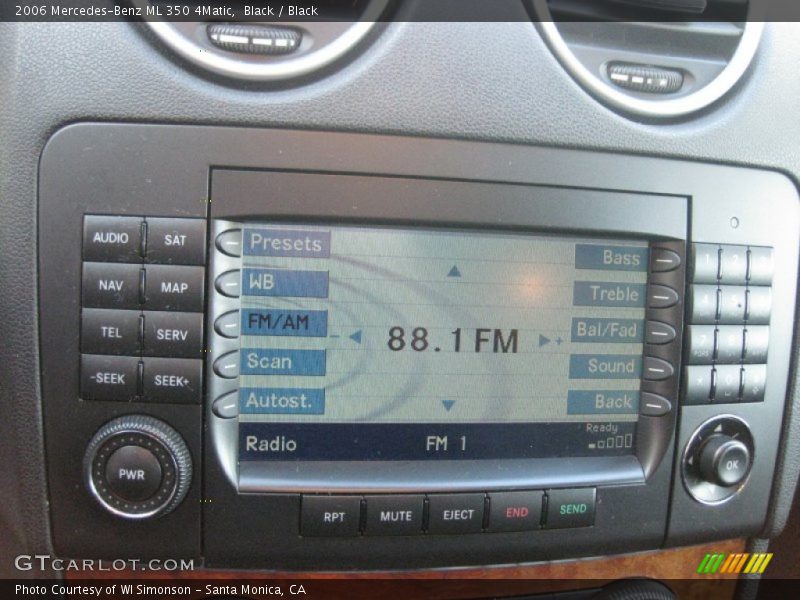 2006 Mercedes-Benz ML 350 4Matic, Black / Black
AUDIO
SAT
NAV
MAP
TEL
SERV
-SEEK
SEEK+
PWR
Presets
WB
FM/AM
Scan
Autost.
- 88.1 FM +
Bass
Treble
Bal/Fad
Sound
Back
Radio
FM 1
Ready
RPT
MUTE
EJECT
END
SEND
1
2
OK
GTCARLOT.COM
Photo Courtesy of WI Simonson - Santa Monica, CA